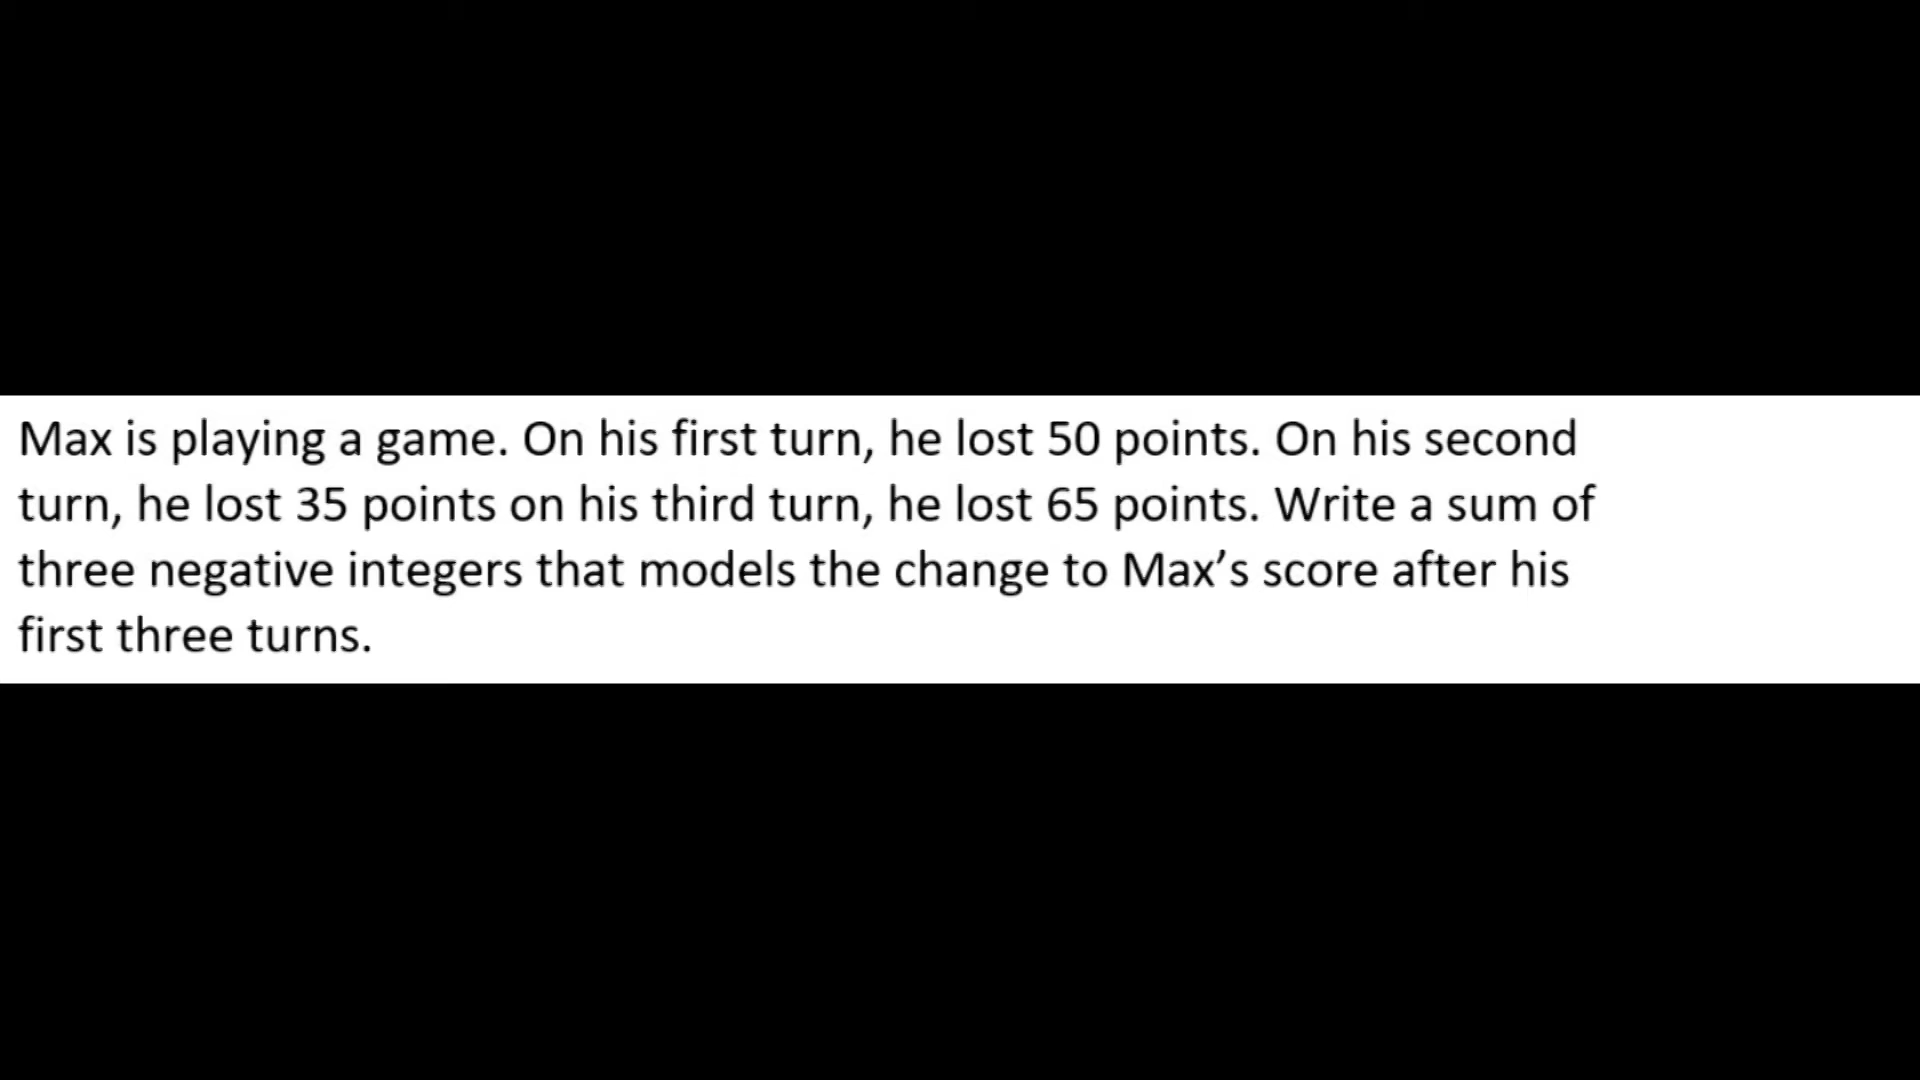 Max is playing a game. On his first turn, he lost 50 points. On his second
turn, he lost 35 points on his third turn, he lost 65 points. Write a sum of
three negative integers that models the change to Max’s score after his
first three turns.